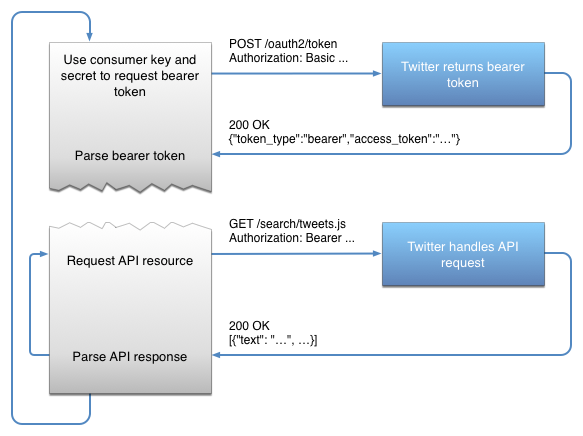 Use consumer key and
secret to request bearer
token
POST /oauth2/token
Authorization: Basic ...
Twitter returns bearer
token
200 OK
{"token_type":"bearer","access_token":"…"}
Parse bearer token
GET /search/tweets.js
Authorization: Bearer ...
Twitter handles API
request
Request API resource
200 OK
[{"text": "…", …}]
Parse API response